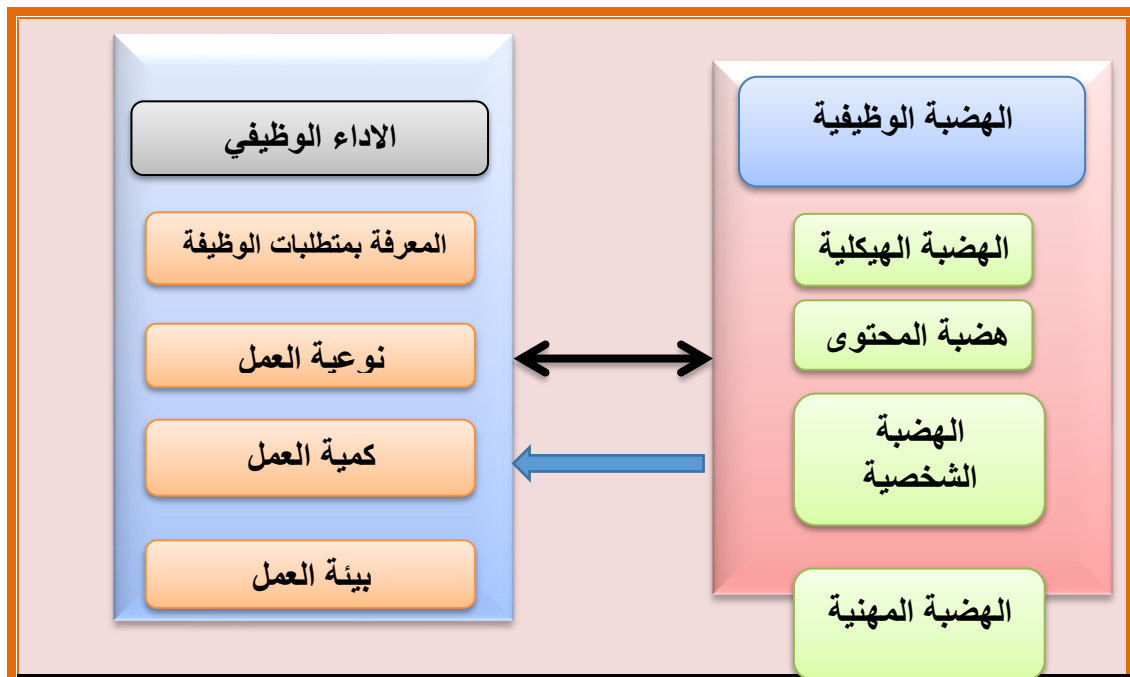 الهضبة الوظيفية
الهضبة الهيكلية
هضبة المحتوى
الهضبة
الشخصية
الهضبة المهنية
الاداء الوظيفي
المعرفة بمتطلبات الوظيفة
نوعية العمل
كمية العمل
بيئة العمل